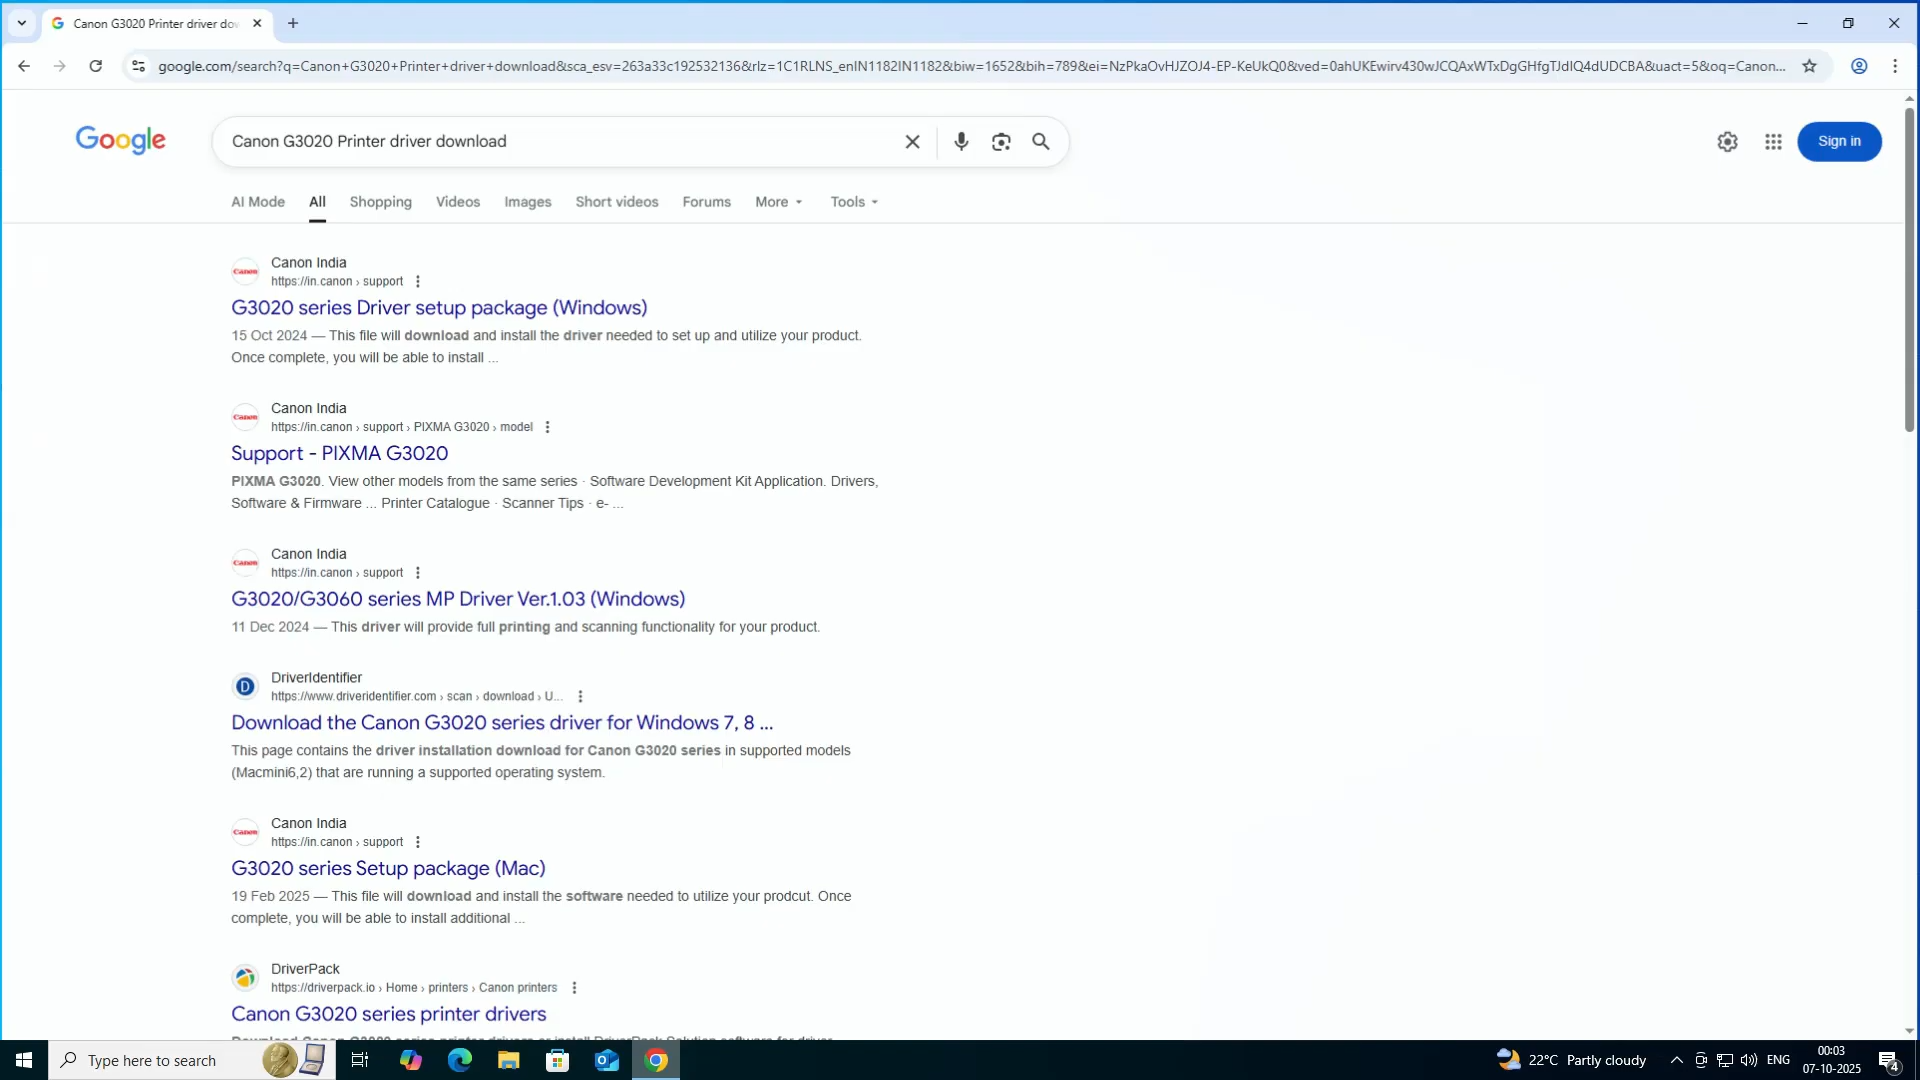 Canon G3020 Printer driver do
google.com/search?q=Canon+G3020+Printer+driver+download&sca_esv=263a33c192532136&rlz=1C1RLNS_enIN1182IN1182&biw=1652&bih=789&ei=NzPkaOvHJZOJ4-EP-KeUkQ0&ved=0ahUKEwirv430wJCQAxWTxDgGHfgTJdIQ4dUDCBA&uact=5&oq=Canon...
Google
Canon G3020 Printer driver download
Sign in
AI Mode All Shopping Videos Images Short videos Forums More Tools
Canon
Canon India
https://in.canon › support
G3020 series Driver setup package (Windows)
15 Oct 2024 — This file will download and install the driver needed to set up and utilize your product.
Once complete, you will be able to install ...
Canon
Canon India
https://in.canon › support › PIXMA G3020 › model
Support - PIXMA G3020
PIXMA G3020. View other models from the same series · Software Development Kit Application. Drivers,
Software & Firmware ... Printer Catalogue · Scanner Tips · e- ...
Canon
Canon India
https://in.canon › support
G3020/G3060 series MP Driver Ver.1.03 (Windows)
11 Dec 2024 — This driver will provide full printing and scanning functionality for your product.
D
DriverIdentifier
https://www.driveridentifier.com › scan › download › U...
Download the Canon G3020 series driver for Windows 7, 8 ...
This page contains the driver installation download for Canon G3020 series in supported models
(Macmini6,2) that are running a supported operating system.
Canon
Canon India
https://in.canon › support
G3020 series Setup package (Mac)
19 Feb 2025 — This file will download and install the software needed to utilize your prodcut. Once
complete, you will be able to install additional ...
DriverPack
https://driverpack.io › Home › printers › Canon printers
Canon G3020 series printer drivers
Type here to search
22°C Partly cloudy
ENG
00:03
07-10-2025
4